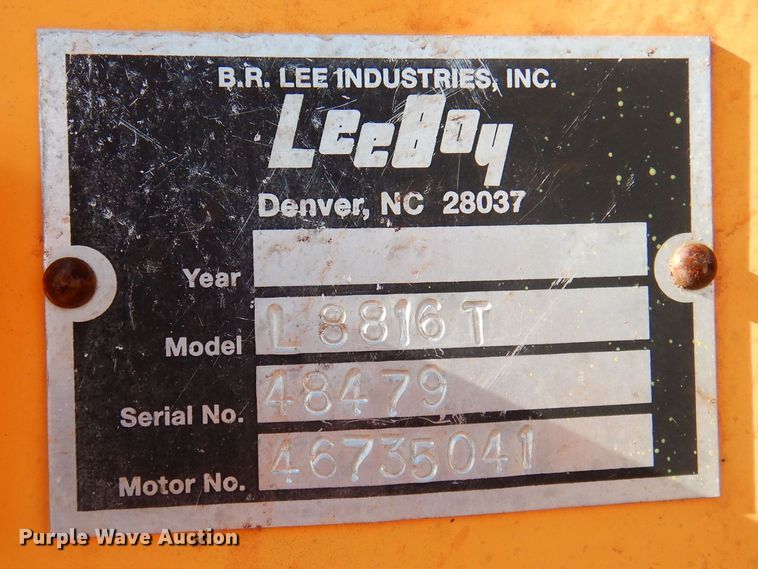 B.R. LEE INDUSTRIES, INC.
LeeBoy
Denver, NC 28037
Year
Model L 8816 T
Serial No. 48479
Motor No. 46735041
Purple Wave Auction